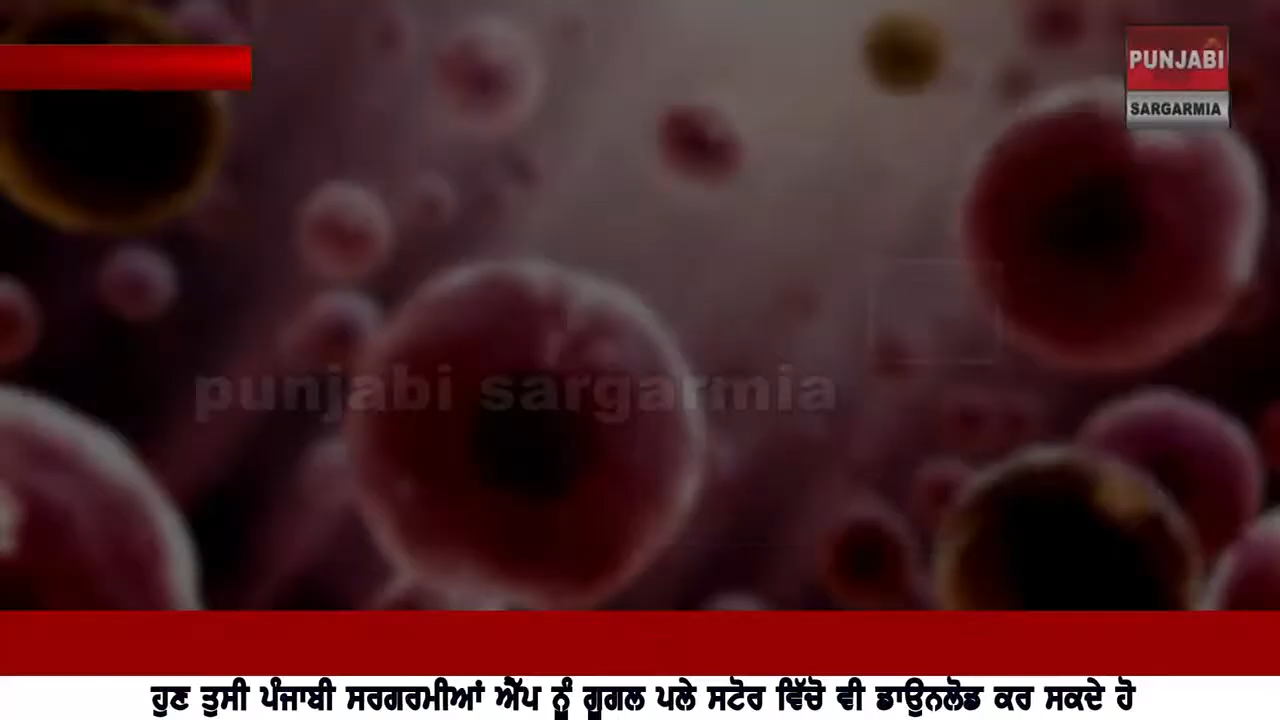 PUNJABI
SARGARMIA
punjabi sargarmia
ਹੁਣ ਤੁਸੀ ਪੰਜਾਬੀ ਸਰਗਰਮੀਆਂ ਐੱਪ ਨੂੰ ਗੂਗਲ ਪਲੇ ਸਟੋਰ ਵਿੱਚੋ ਵੀ ਡਾਊਨਲੋਡ ਕਰ ਸਕਦੇ ਹੋ